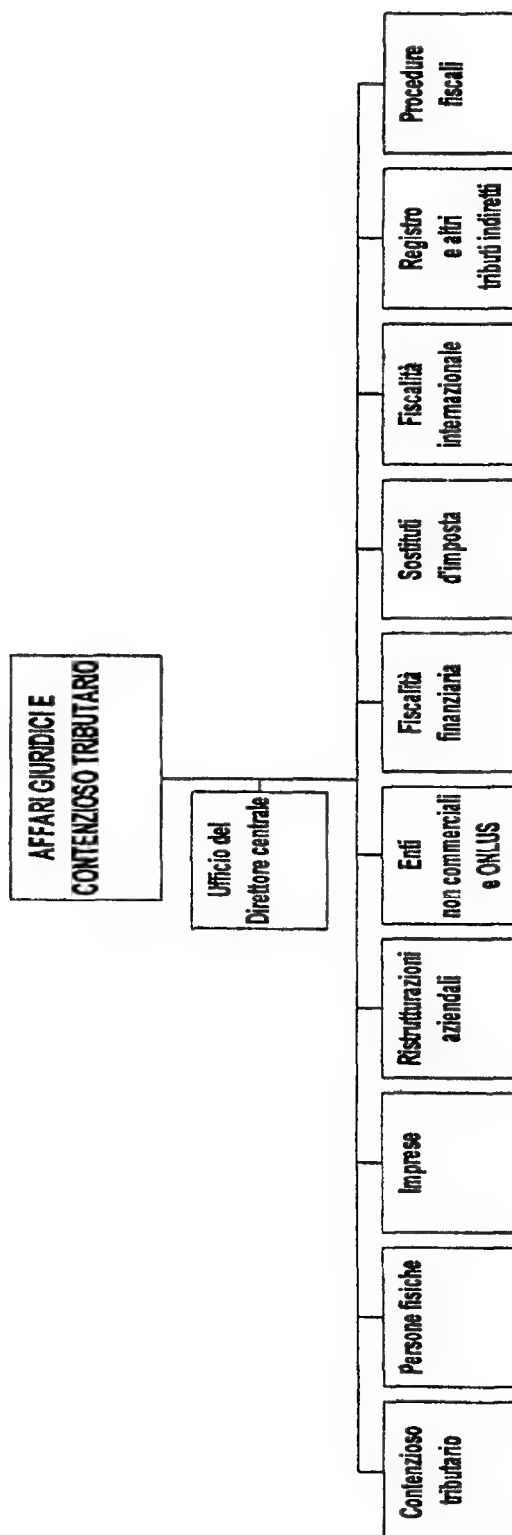 AFFARI GIURIDICI E
CONTENZIOSO TRIBUTARIO
Ufficio del
Direttore centrale
Contenzioso
tributario
Persone fisiche
Imprese
Ristrutturazioni
aziendali
Enti
non commerciali
e ONLUS
Fiscalità
finanziaria
Sostituti
d'imposta
Fiscalità
internazionale
Registro
e altri
tributi indiretti
Procedure
fiscali